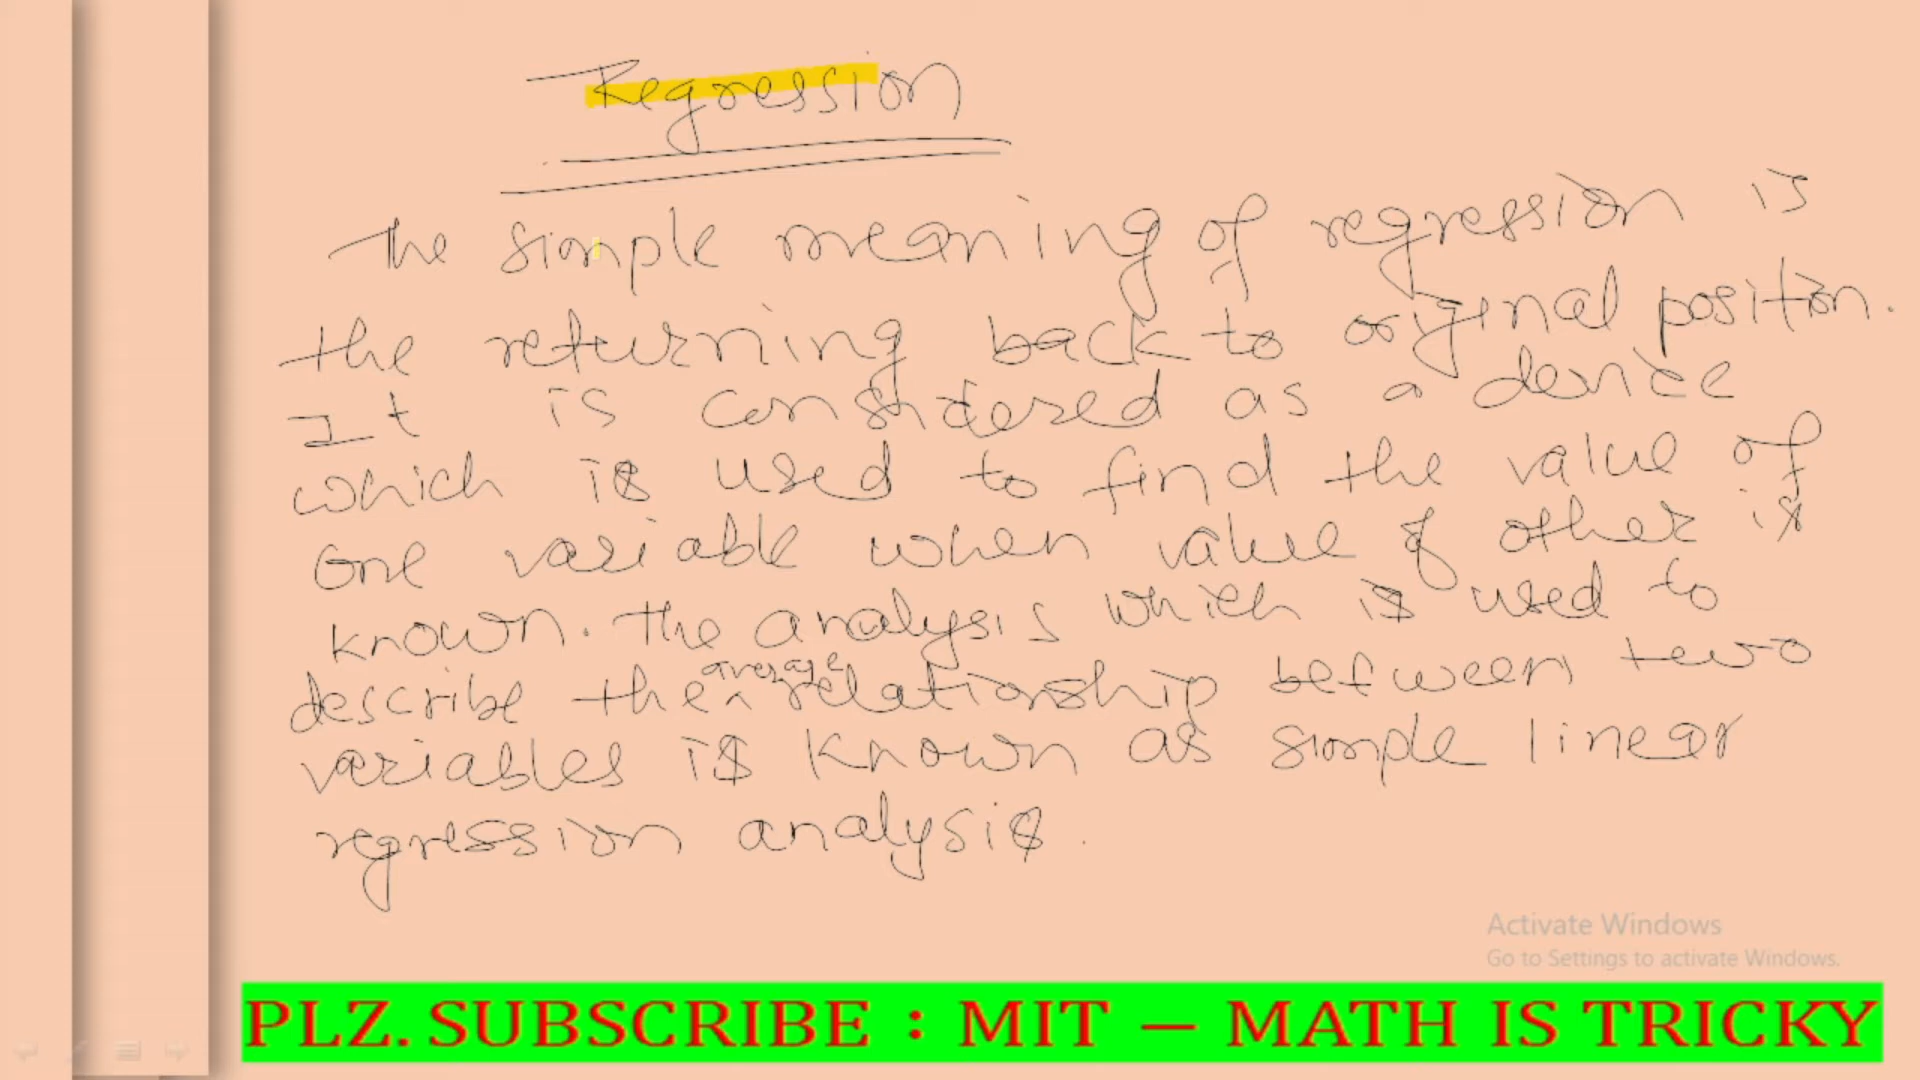 Regression
The simple meaning of regression is
the returning back to original position.
It is considered as a device
which is used to find the value of
one variable when value of other is
known. The analysis which is used to
describe the ^ average relationship between two
variables is known as simple linear
regression analysis.
Activate Windows
Go to Settings to activate Windows.
PLZ. SUBSCRIBE : MIT – MATH IS TRICKY